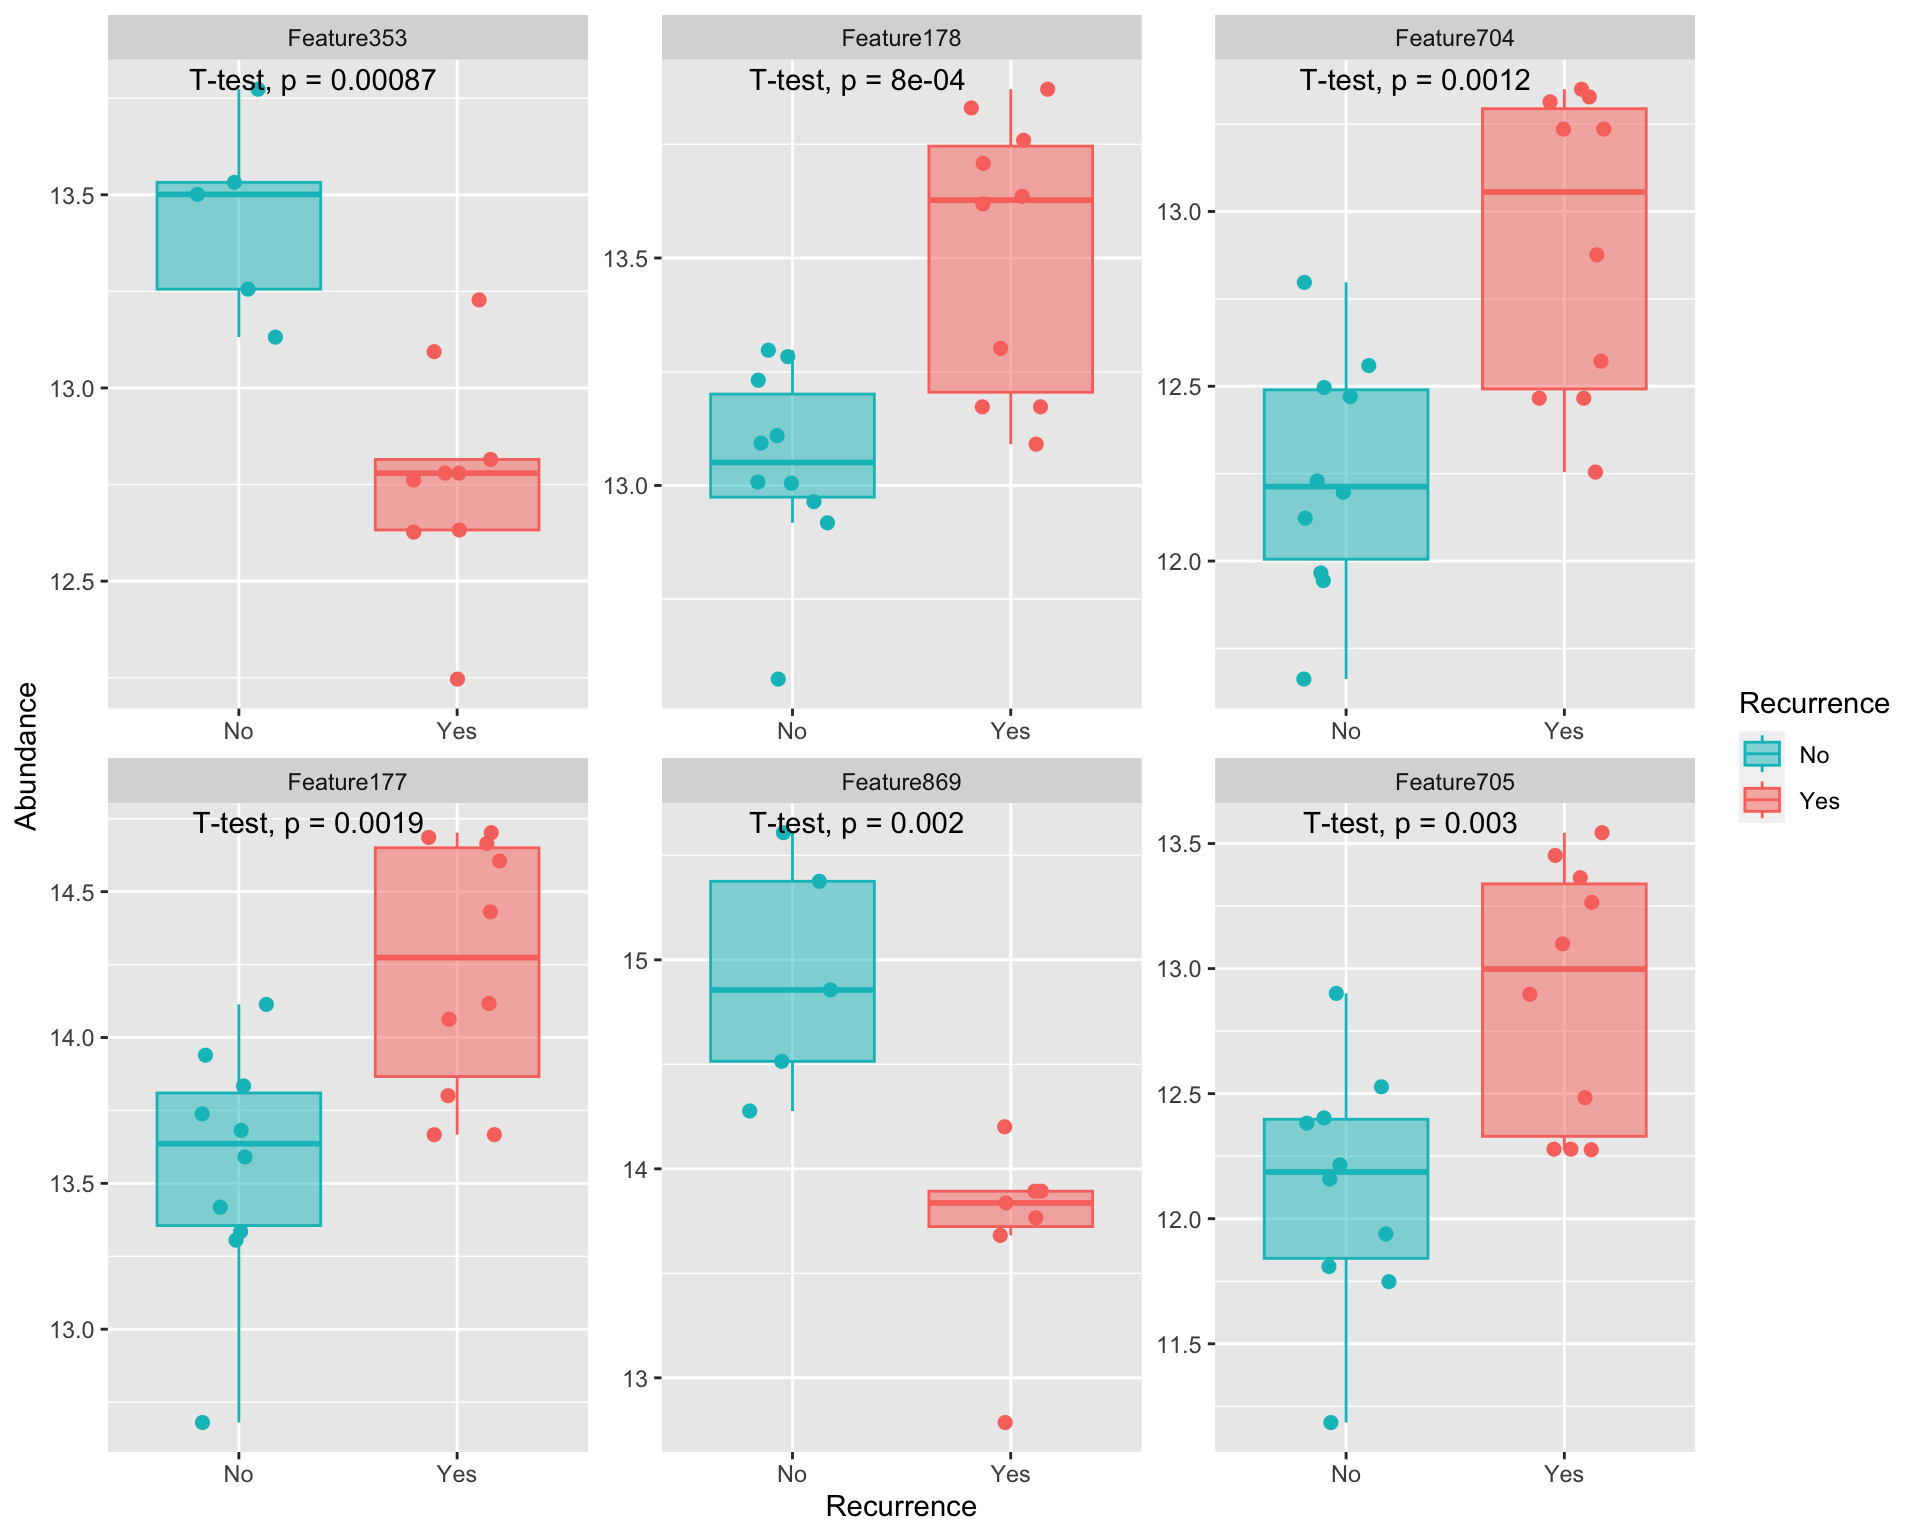 Feature353
Feature178
Feature704
T-test, p = 0.00087
T-test, p = 8e-04
T-test, p = 0.0012
13.5
13.0
12.5
13.5
13.0
13.0
12.5
12.0
No
Yes
No
Yes
No
Yes
Feature177
Feature869
Feature705
T-test, p = 0.0019
T-test, p = 0.002
T-test, p = 0.003
14.5
14.0
13.5
13.0
15
14
13
13.5
13.0
12.5
12.0
11.5
No
Yes
No
Yes
No
Yes
Abundance
Recurrence
Recurrence
No
Yes